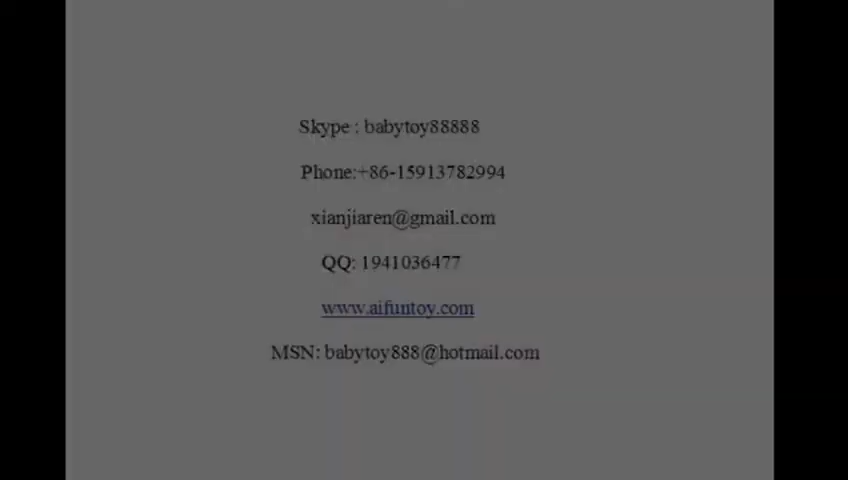 Skype : babytoy88888
Phone:+86-15913782994
xianjiaren@gmail.com
QQ: 1941036477
www.aifuntoy.com
MSN: babytoy888@hotmail.com